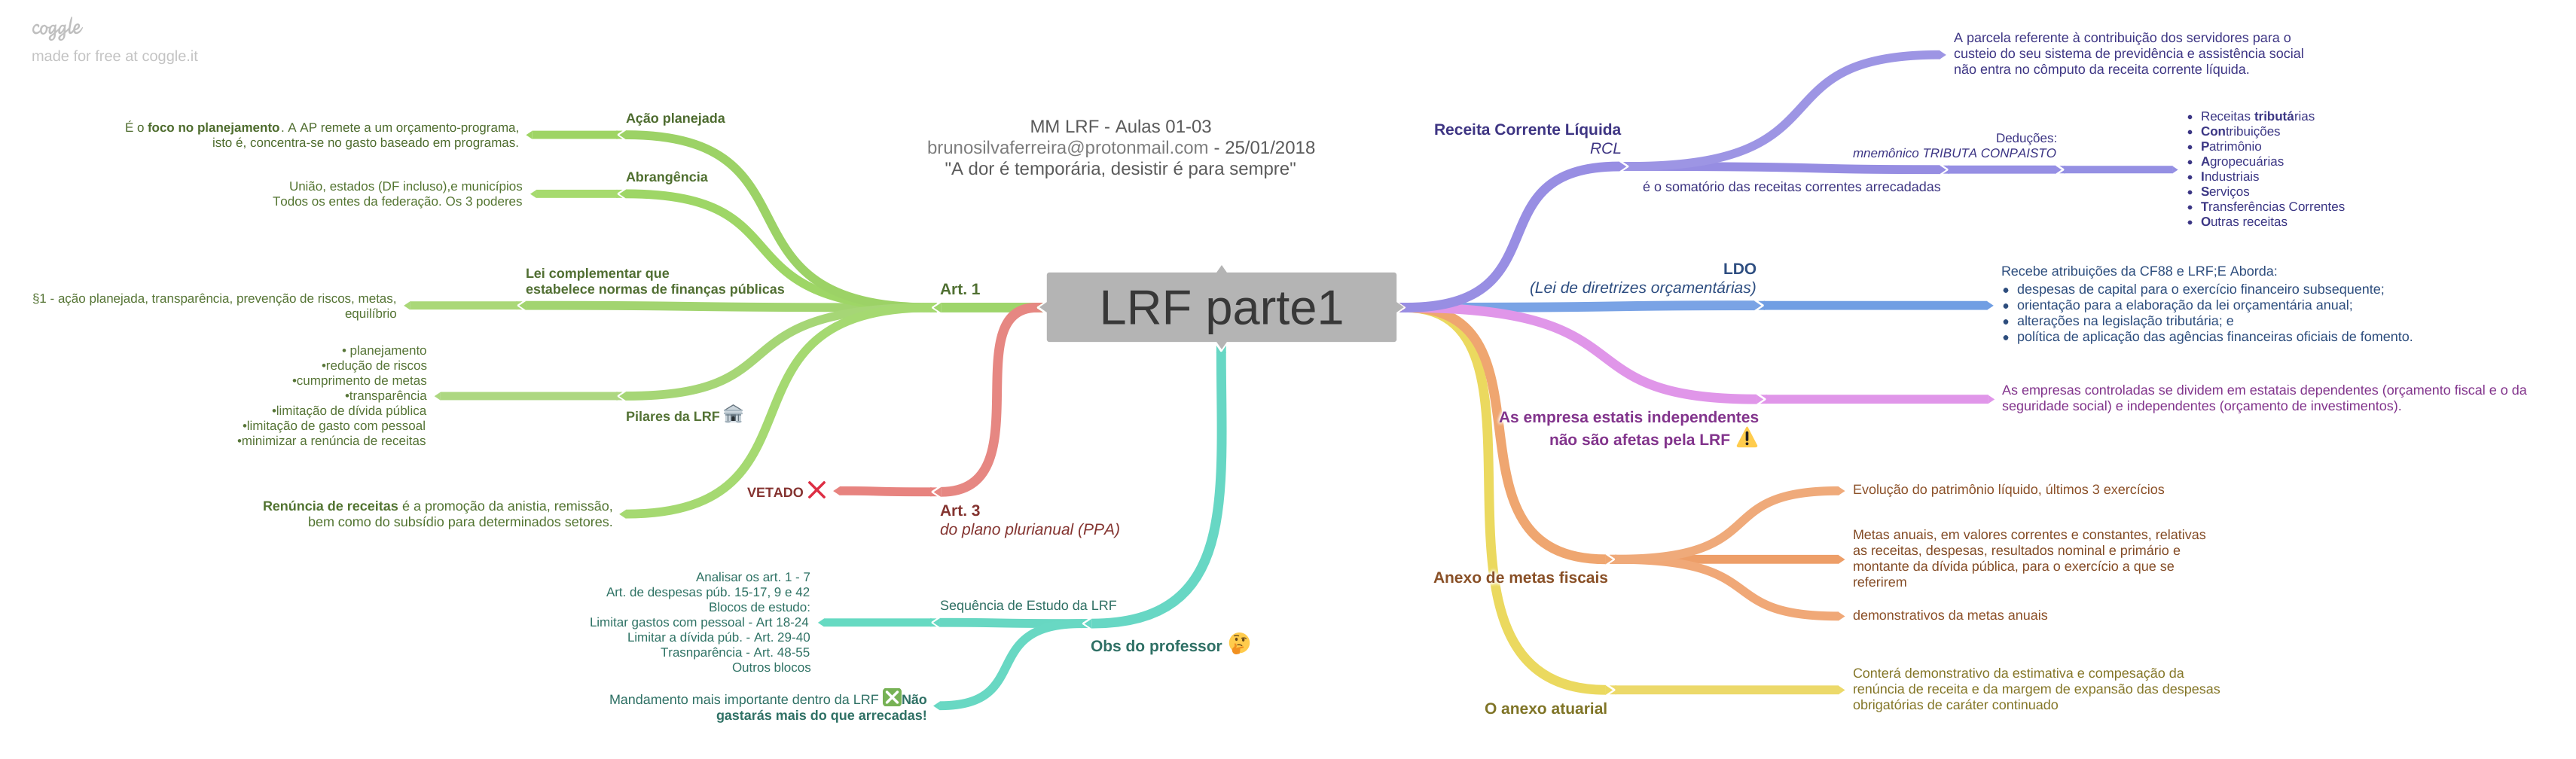 coggle
made for free at coggle.it
MM LRF - Aulas 01-03
brunosilvaferreira@protonmail.com - 25/01/2018
"A dor é temporária, desistir é para sempre"
LRF parte1
Art. 1
Ação planejada
É o foco no planejamento. A AP remete a um orçamento-programa,
isto é, concentra-se no gasto baseado em programas.
Abrangência
União, estados (DF incluso),e municípios
Todos os entes da federação. Os 3 poderes
Lei complementar que
estabelece normas de finanças públicas
§1 - ação planejada, transparência, prevenção de riscos, metas,
equilíbrio
Pilares da LRF
• planejamento
•redução de riscos
•cumprimento de metas
•transparência
•limitação de dívida pública
•limitação de gasto com pessoal
•minimizar a renúncia de receitas
Renúncia de receitas é a promoção da anistia, remissão,
bem como do subsídio para determinados setores.
Art. 3
do plano plurianual (PPA)
VETADO ❌
Obs do professor 🤔
Sequência de Estudo da LRF
Analisar os art. 1 - 7
Art. de despesas púb. 15-17, 9 e 42
Blocos de estudo:
Limitar gastos com pessoal - Art 18-24
Limitar a dívida púb. - Art. 29-40
Trasnparência - Art. 48-55
Outros blocos
Mandamento mais importante dentro da LRF ❎Não
gastarás mais do que arrecadas!
Receita Corrente Líquida
RCL
A parcela referente à contribuição dos servidores para o
custeio do seu sistema de previdência e assistência social
não entra no cômputo da receita corrente líquida.
é o somatório das receitas correntes arrecadadas
Deduções:
mnemônico TRIBUTA CONPAISTO
• Receitas tributárias
• Contribuições
• Patrimônio
• Agropecuárias
• Industriais
• Serviços
• Transferências Correntes
• Outras receitas
LDO
(Lei de diretrizes orçamentárias)
Recebe atribuições da CF88 e LRF;E Aborda:
• despesas de capital para o exercício financeiro subsequente;
• orientação para a elaboração da lei orçamentária anual;
• alterações na legislação tributária; e
• política de aplicação das agências financeiras oficiais de fomento.
As empresa estatis independentes
não são afetas pela LRF ⚠️
As empresas controladas se dividem em estatais dependentes (orçamento fiscal e o da
seguridade social) e independentes (orçamento de investimentos).
Anexo de metas fiscais
Evolução do patrimônio líquido, últimos 3 exercícios
Metas anuais, em valores correntes e constantes, relativas
as receitas, despesas, resultados nominal e primário e
montante da dívida pública, para o exercício a que se
referirem
demonstrativos da metas anuais
O anexo atuarial
Conterá demonstrativo da estimativa e compesação da
renúncia de receita e da margem de expansão das despesas
obrigatórias de caráter continuado